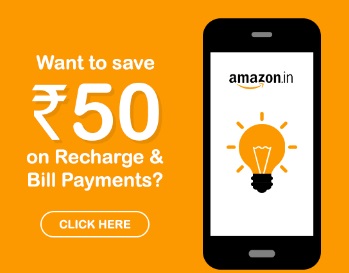 Want to save
₹50
on Recharge &
Bill Payments?
CLICK HERE
amazon.in